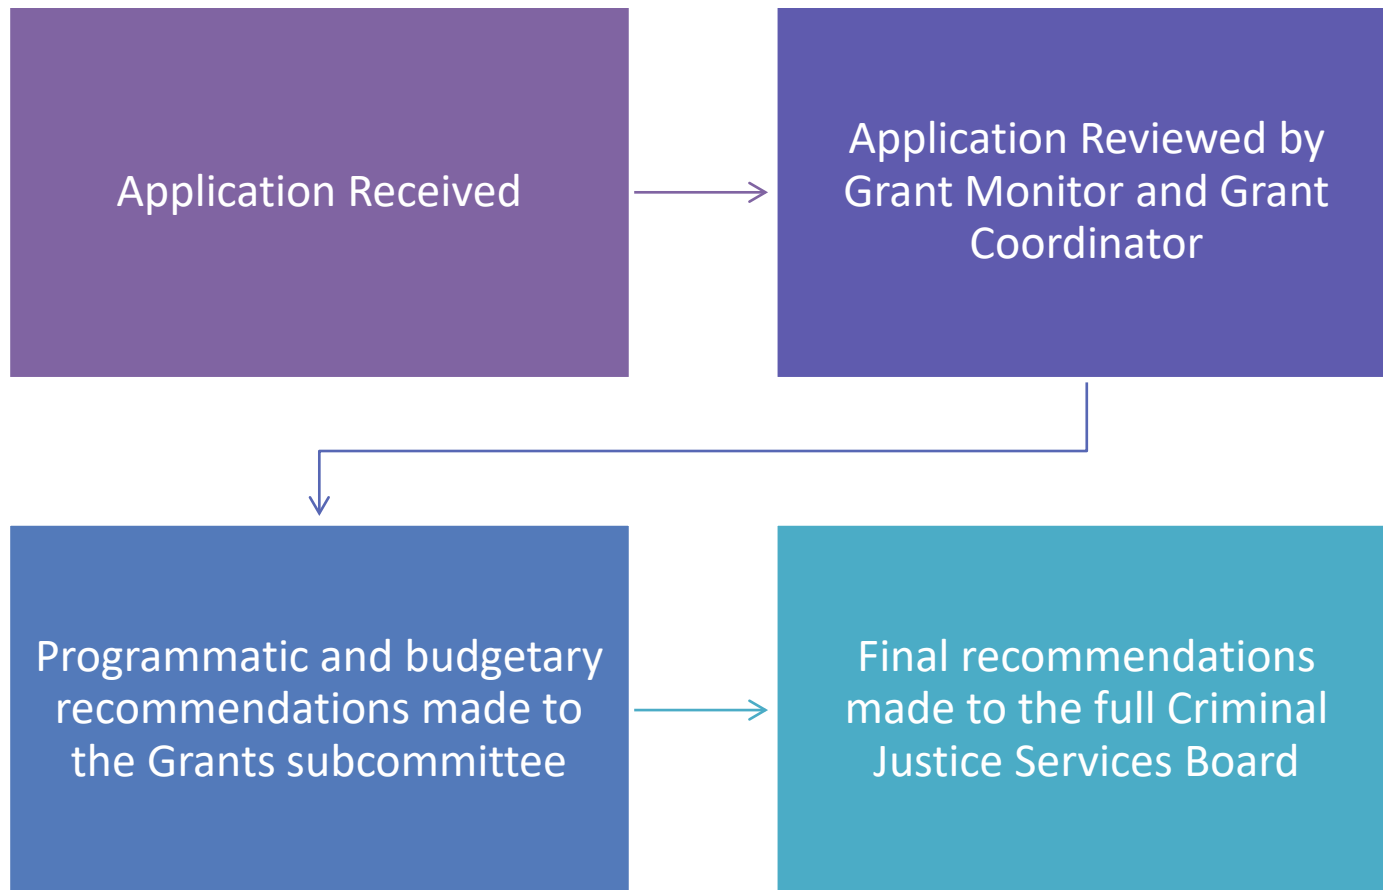 Application Received
Application Reviewed by
Grant Monitor and Grant
Coordinator
Programmatic and budgetary
recommendations made to
the Grants subcommittee
Final recommendations
made to the full Criminal
Justice Services Board